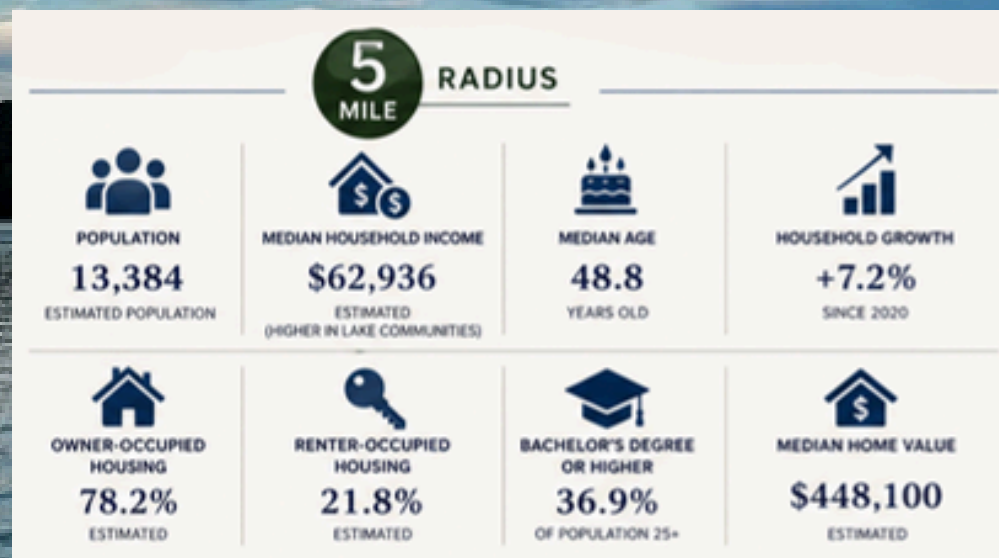 5
MILE
RADIUS
POPULATION
13,384
ESTIMATED POPULATION
MEDIAN HOUSEHOLD INCOME
$62,936
ESTIMATED
(HIGHER IN LAKE COMMUNITIES)
MEDIAN AGE
48.8
YEARS OLD
HOUSEHOLD GROWTH
+7.2%
SINCE 2020
OWNER-OCCUPIED
HOUSING
78.2%
ESTIMATED
RENTER-OCCUPIED
HOUSING
21.8%
ESTIMATED
BACHELOR'S DEGREE
OR HIGHER
36.9%
OF POPULATION 25+
MEDIAN HOME VALUE
$448,100
ESTIMATED